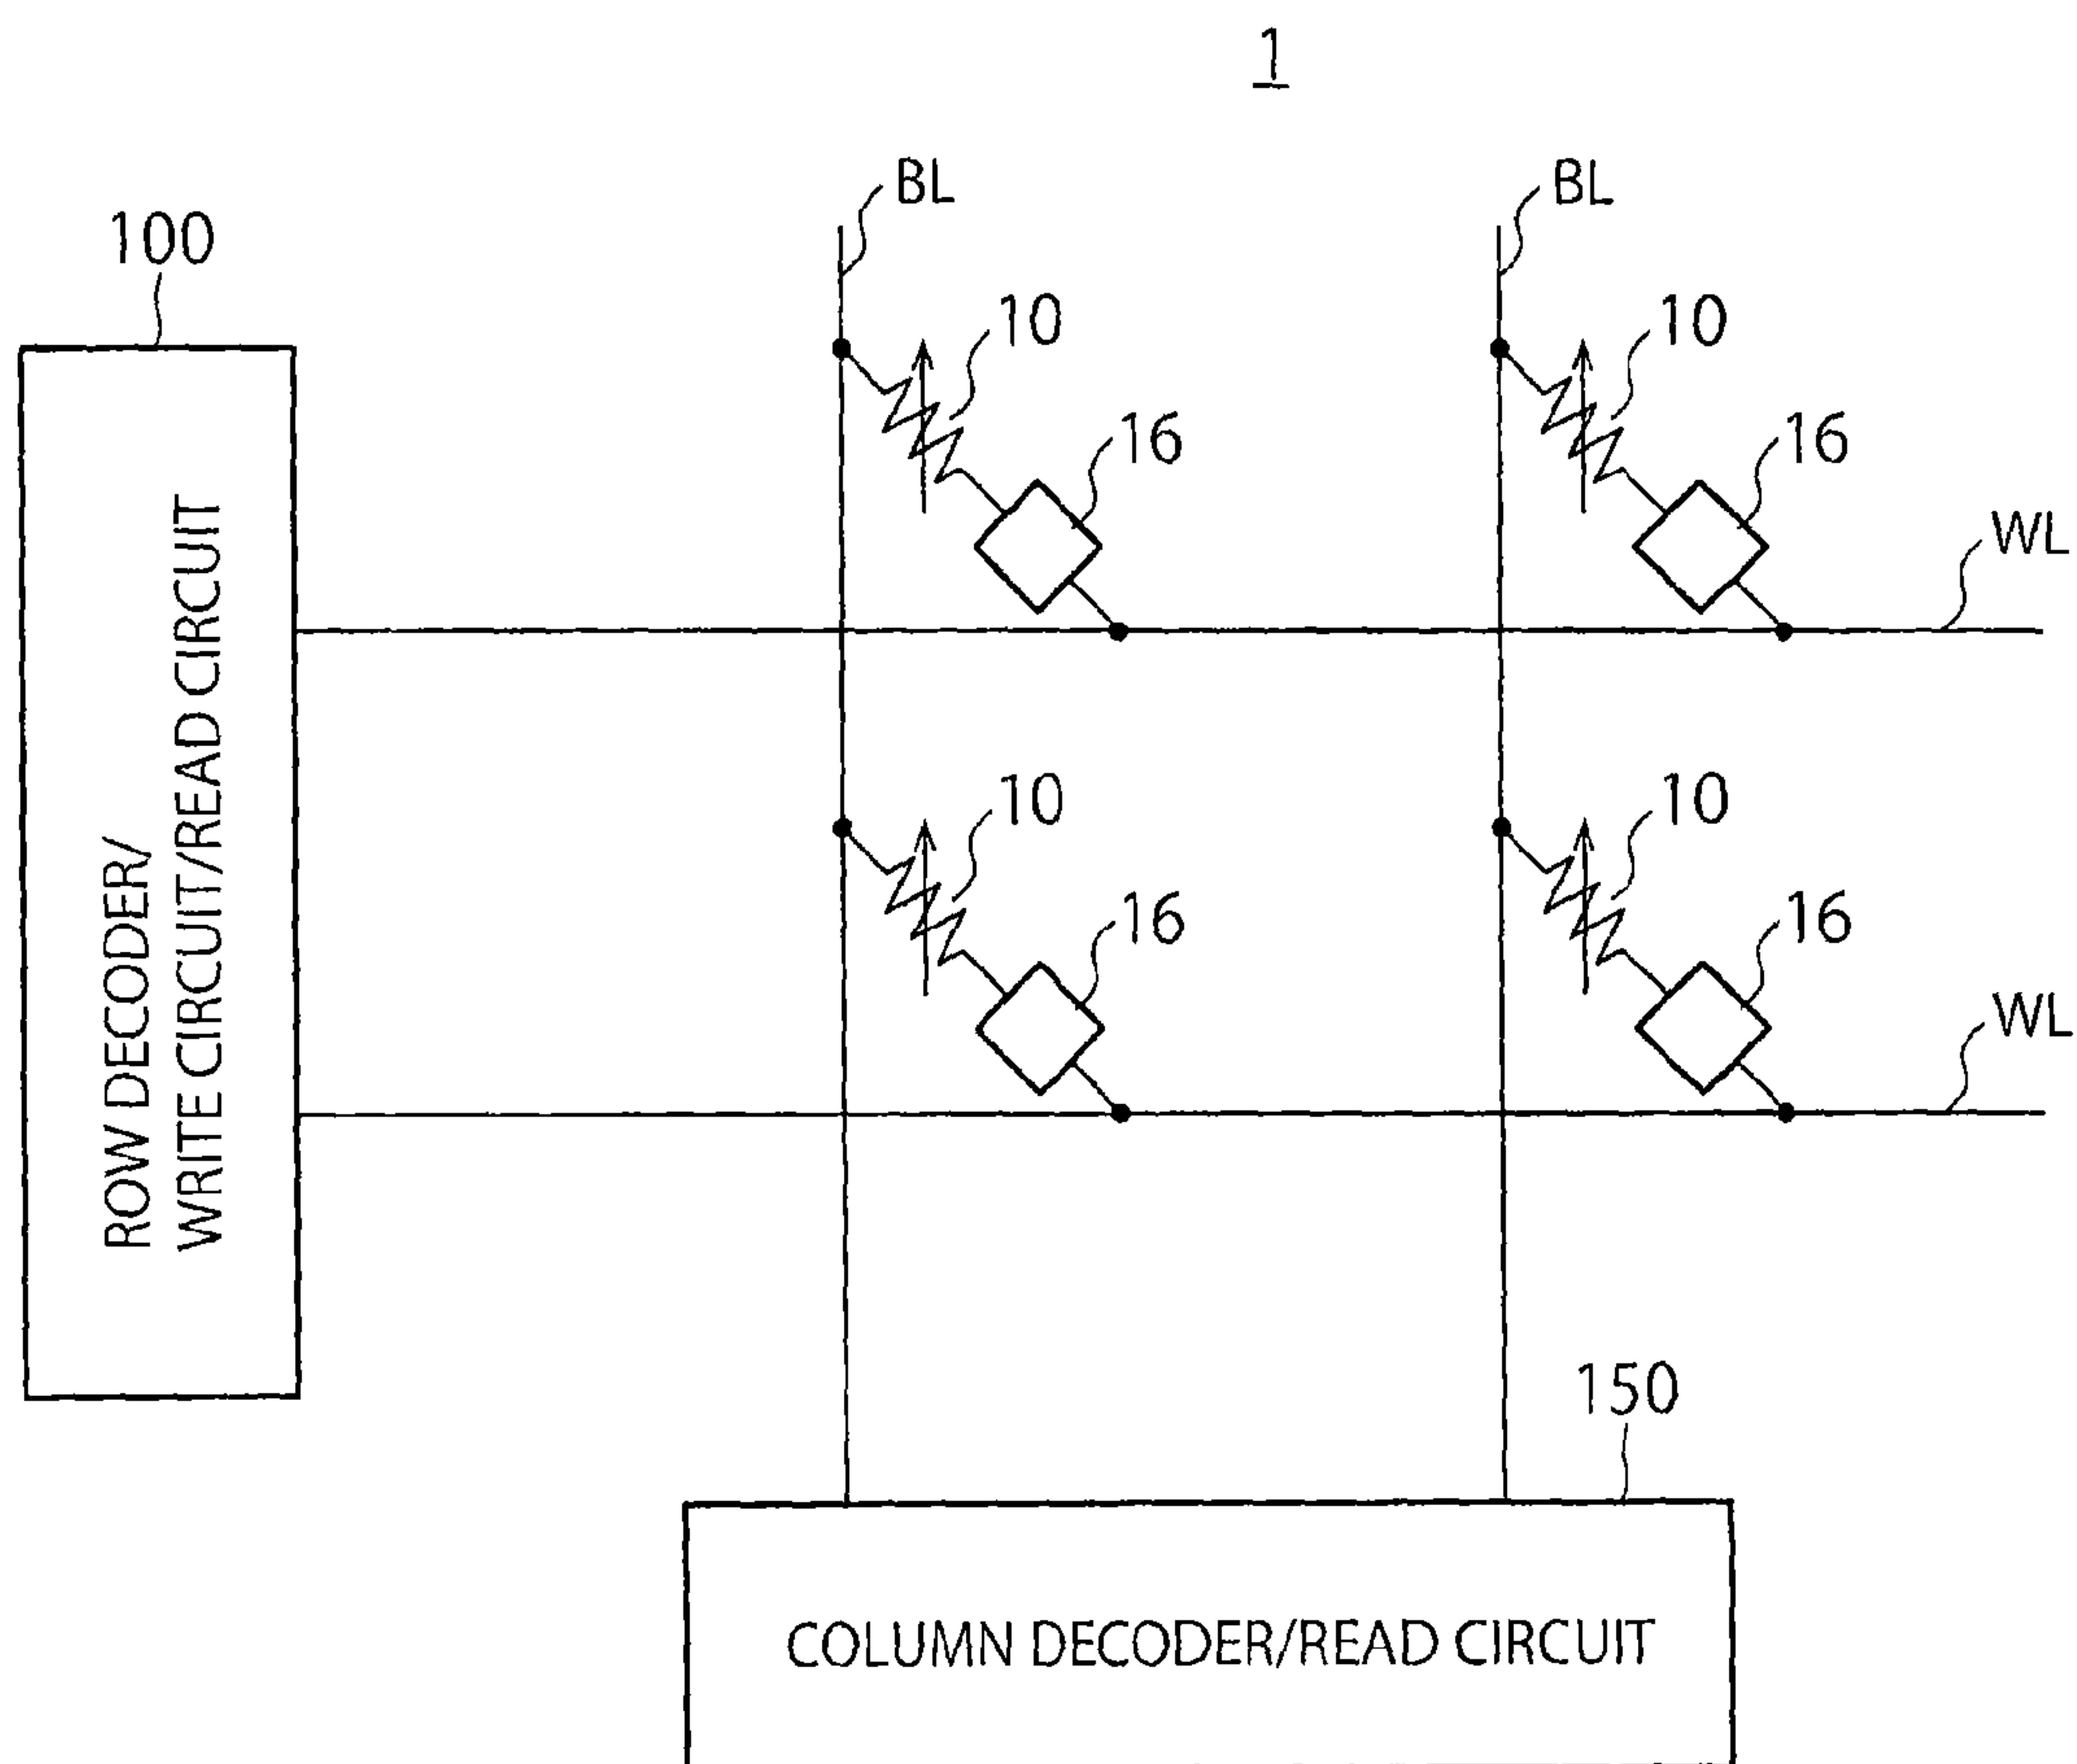 1
BL
BL
100
10
10
16
16
WL
ROW DECODER/
WRITE CIRCUIT/READ CIRCUIT
10
10
16
16
WL
150
COLUMN DECODER/READ CIRCUIT